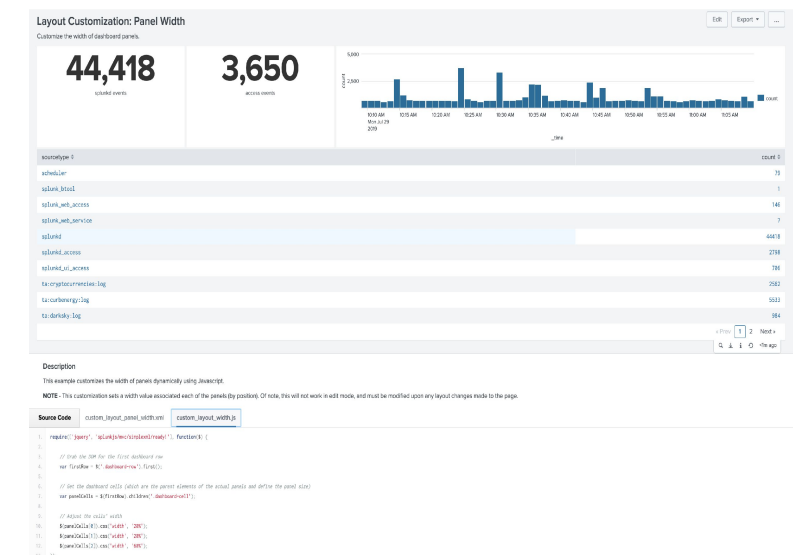 Layout Customization: Panel Width
Edit
Export ▾
...
Customize the width of dashboard panels.
44,418
splunkd events
3,650
access events
5,000
2,500
count
10:10 AM 10:15 AM 10:20 AM 10:25 AM 10:30 AM 10:35 AM 10:40 AM 10:45 AM 10:50 AM 10:55 AM 11:00 AM 11:05 AM
Mon Jul 29
2019
_time
count
sourcetype count
scheduler 75
splunk_btool 1
splunk_web_access 146
splunk_web_service 7
splunkd 44418
splunkd_access 2798
splunkd_ui_access 706
ta:cryptocurrencies:log 2582
ta:curbenergy:log 5533
ta:darksky:log 984
« Prev 1 2 Next »
<1m ago
Description
This example customizes the width of panels dynamically using Javascript.
NOTE - This customization sets a width value associated each of the panels (by position). Of note, this will not work in edit mode, and must be modified upon any layout changes made to the page.
Source Code custom_layout_panel_width.xml custom_layout_width.js
1. require(['jquery', 'splunkjs/mvc/simplexml/ready!'], function($) {
2.
3. // Grab the DOM for the first dashboard row
4. var firstRow = $('.dashboard-row').first();
5.
6. // Get the dashboard cells (which are the parent elements of the actual panels and define the panel size)
7. var panelCells = $(firstRow).children('.dashboard-cell');
8.
9. // Adjust the cells' width
10. $(panelCells[0]).css('width', '20%');
11. $(panelCells[1]).css('width', '20%');
12. $(panelCells[2]).css('width', '60%');